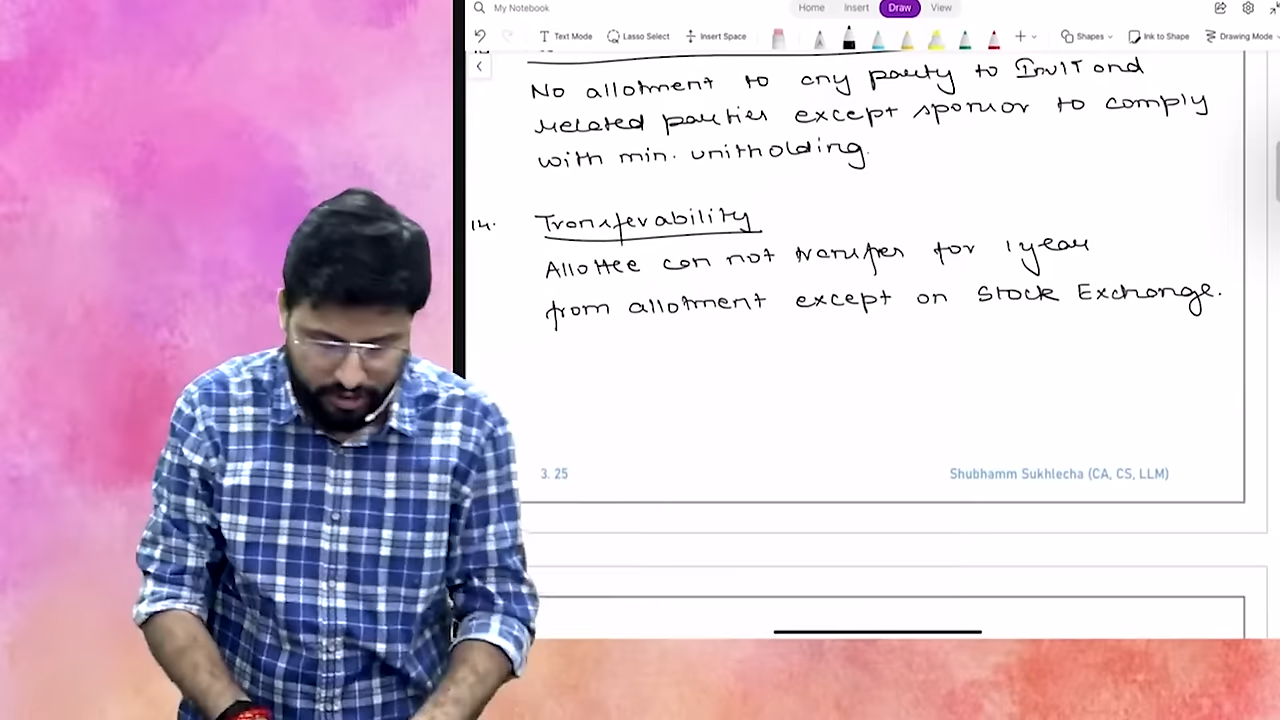 My Notebook Home Insert Draw View
T Text Mode Lasso Select Insert Space Shapes Ink to Shape Drawing Mode
No allotment to any party to InvIT and
related parties except sponsor to comply
with min. unitholding.
14. Transferability
Allottee can not transfer for 1 year
from allotment except on Stock Exchange.
3. 25 Shubhamm Sukhlecha (CA, CS, LLM)